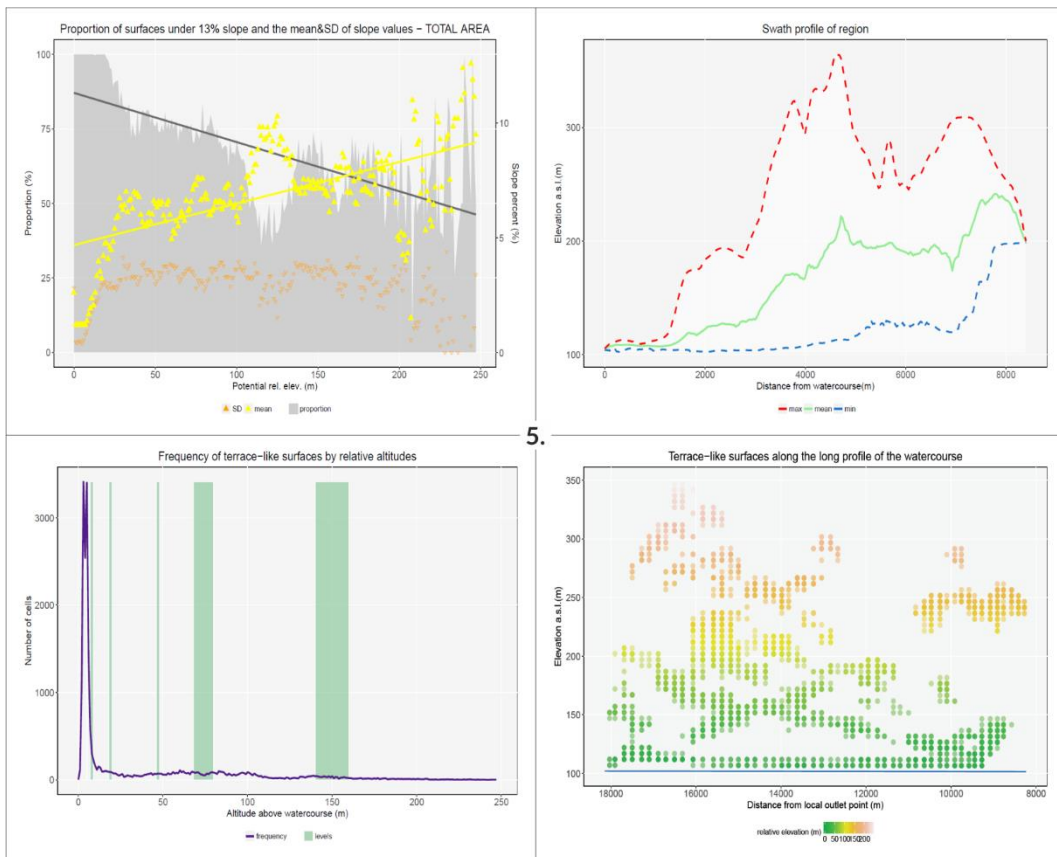 Proportion of surfaces under 13% slope and the mean&SD of slope values – TOTAL AREA
100
75
50
25
0
Proportion (%)
10
5
0
Slope percent (%)
0 50 100 150 200 250
Potential rel. elev. (m)
SD mean proportion
Swath profile of region
300
200
100
Elevation a.s.l.(m)
0 2000 4000 6000 8000
Distance from watercourse(m)
max mean min
5.
Frequency of terrace-like surfaces by relative altitudes
3000
2000
1000
0
Number of cells
0 50 100 150 200 250
Altitude above watercourse (m)
frequency levels
Terrace-like surfaces along the long profile of the watercourse
350
300
250
200
150
100
Elevation a.s.l.(m)
18000 16000 14000 12000 10000 8000
Distance from local outlet point (m)
relative elevation (m)
0 50 100 150 200